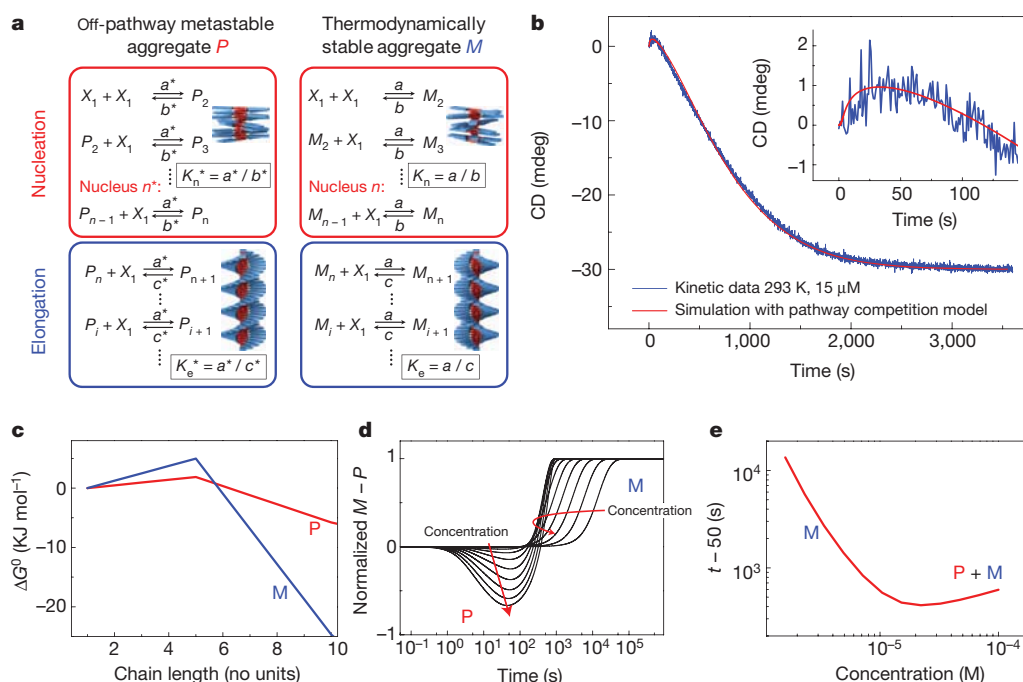 a
Off-pathway metastable
aggregate P
Thermodynamically
stable aggregate M
Nucleation
X1 + X1 a* b* P2
P2 + X1 a* b* P3
Nucleus n*:
Kn* = a* / b*
Pn – 1 + X1 a* b* Pn
X1 + X1 a b M2
M2 + X1 a b M3
Nucleus n:
Kn = a / b
Mn – 1 + X1 a b Mn
Elongation
Pn + X1 a* c* Pn + 1
Pi + X1 a* c* Pi + 1
Ke* = a* / c*
Mn + X1 a c Mn + 1
Mi + X1 a c Mi + 1
Ke = a / c
b
CD (mdeg)
0
–10
–20
–30
0
1,000
2,000
3,000
Time (s)
Kinetic data 293 K, 15 μM
Simulation with pathway competition model
CD (mdeg)
2
1
0
–1
0
50
100
Time (s)
c
ΔG0 (KJ mol–1)
0
–10
–20
2
4
6
8
10
Chain length (no units)
P
M
d
Normalized M – P
1
0
–1
10–1
100
101
102
103
104
105
Time (s)
Concentration
P
M
Concentration
e
t – 50 (s)
104
103
10–5
10–4
Concentration (M)
M
P + M